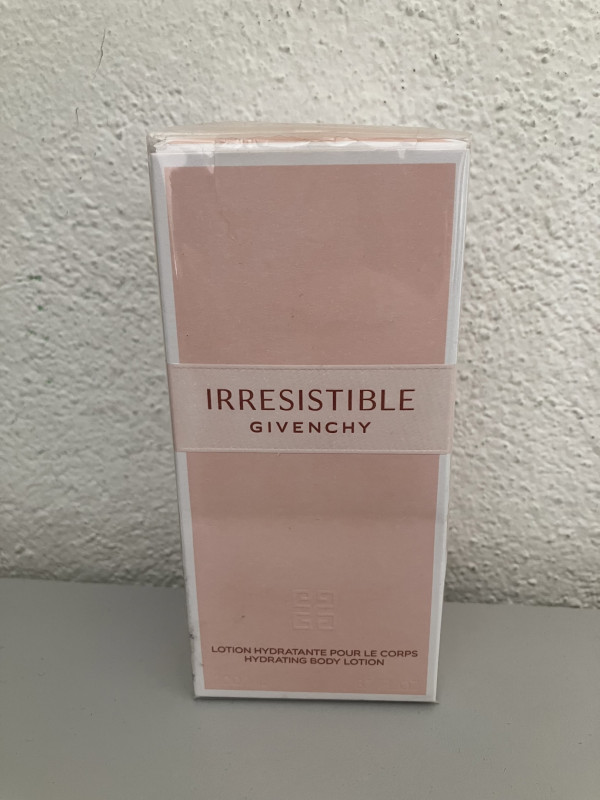 IRRESISTIBLE
GIVENCHY
LOTION HYDRATANTE POUR LE CORPS
HYDRATING BODY LOTION